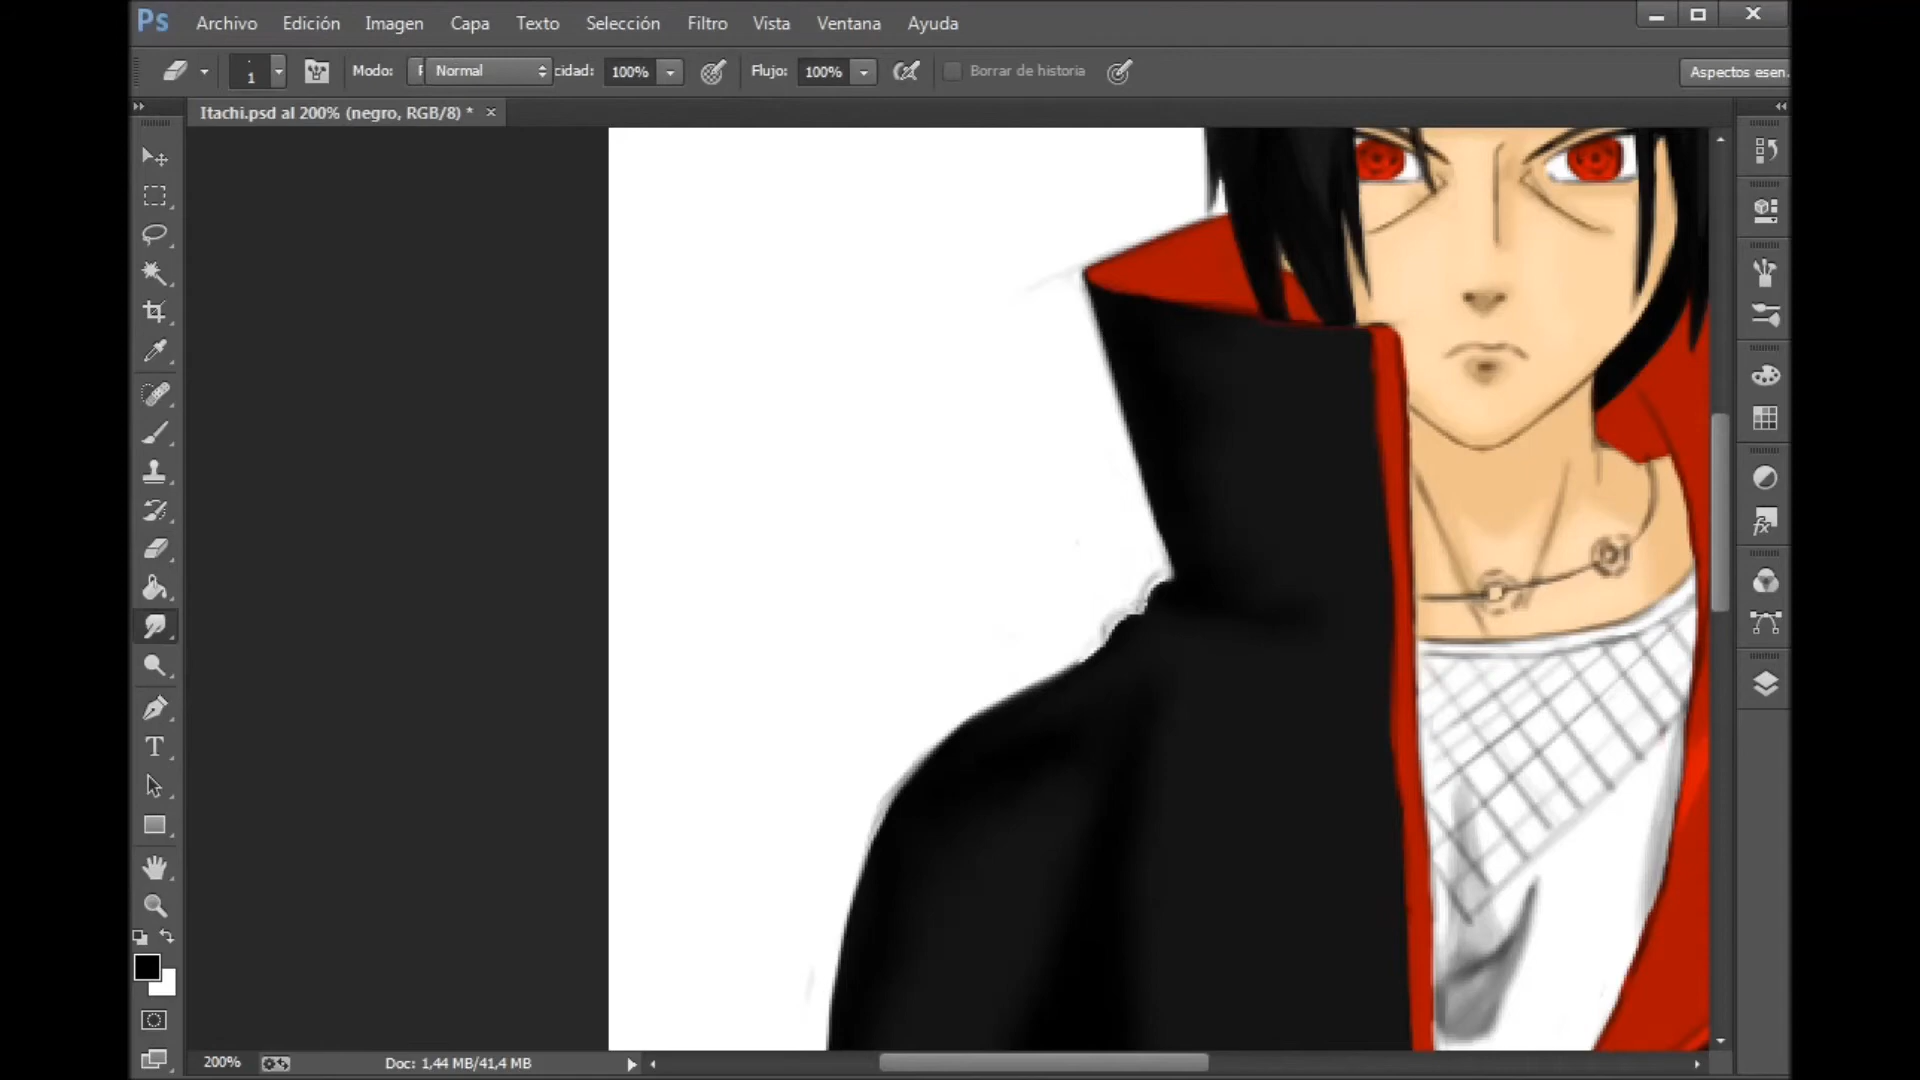 Ps Archivo Edición Imagen Capa Texto Selección Filtro Vista Ventana Ayuda
1 Modo: Normal cidad: 100% Flujo: 100% Borrar de historia Aspectos esen
Itachi.psd al 200% (negro, RGB/8) *
T
fx
200% Doc: 1,44 MB/41,4 MB